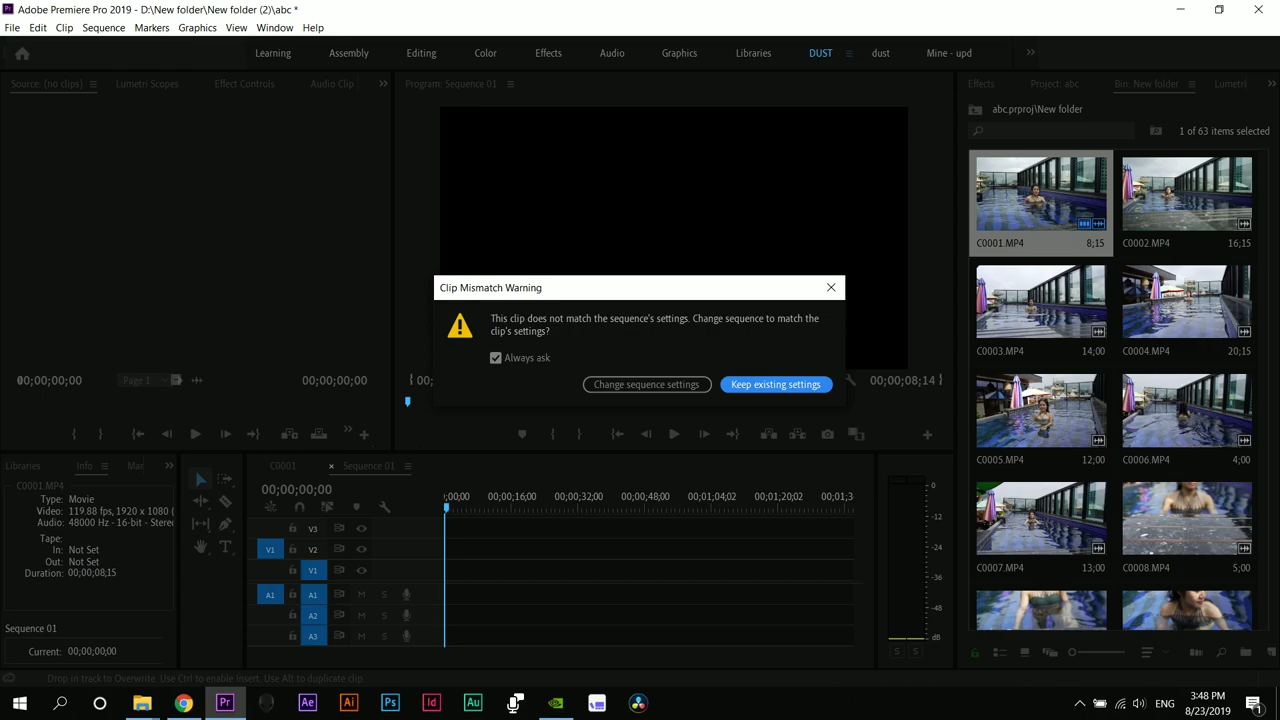 Adobe Premiere Pro 2019 - D:\New folder\New folder (2)\abc *
File Edit Clip Sequence Markers Graphics View Window Help
Learning Assembly Editing Color Effects Audio Graphics Libraries DUST dust Mine - upd
Source: (no clips) Lumetri Scopes Effect Controls Audio Clip
Program: Sequence 01
Effects Project: abc Bin: New folder Lumetri
abc.prproj\New folder
1 of 63 items selected
C0001.MP4 8;15
C0002.MP4 16;15
C0003.MP4 14;00
C0004.MP4 20;15
C0005.MP4 12;00
C0006.MP4 4;00
C0007.MP4 13;00
C0008.MP4 5;00
Clip Mismatch Warning
This clip does not match the sequence's settings. Change sequence to match the
clip's settings?
Always ask
Change sequence settings Keep existing settings
00;00;00;00 Page 1 00;00;00;00
00; 00;00;08;14
Libraries Info Mar
C0001.MP4
Type: Movie
Video: 119.88 fps, 1920 x 1080 (
Audio: 48000 Hz - 16-bit - Stere
Tape:
In: Not Set
Out: Not Set
Duration: 00;00;08;15
Sequence 01
Current: 00;00;00;00
C0001 × Sequence 01
00;00;00;00
;00;00 00;00;16;00 00;00;32;00 00;00;48;00 00;01;04;02 00;01;20;02 00;01;3
V3
V1 V2
V1
A1 A1 M S
A2 M S
A3 M S
0
-12
-24
-36
-48
dB
S S
Drop in track to Overwrite. Use Ctrl to enable Insert. Use Alt to duplicate clip
Pr Ae Ai Ps Id Au
ENG
3:48 PM
8/23/2019
1